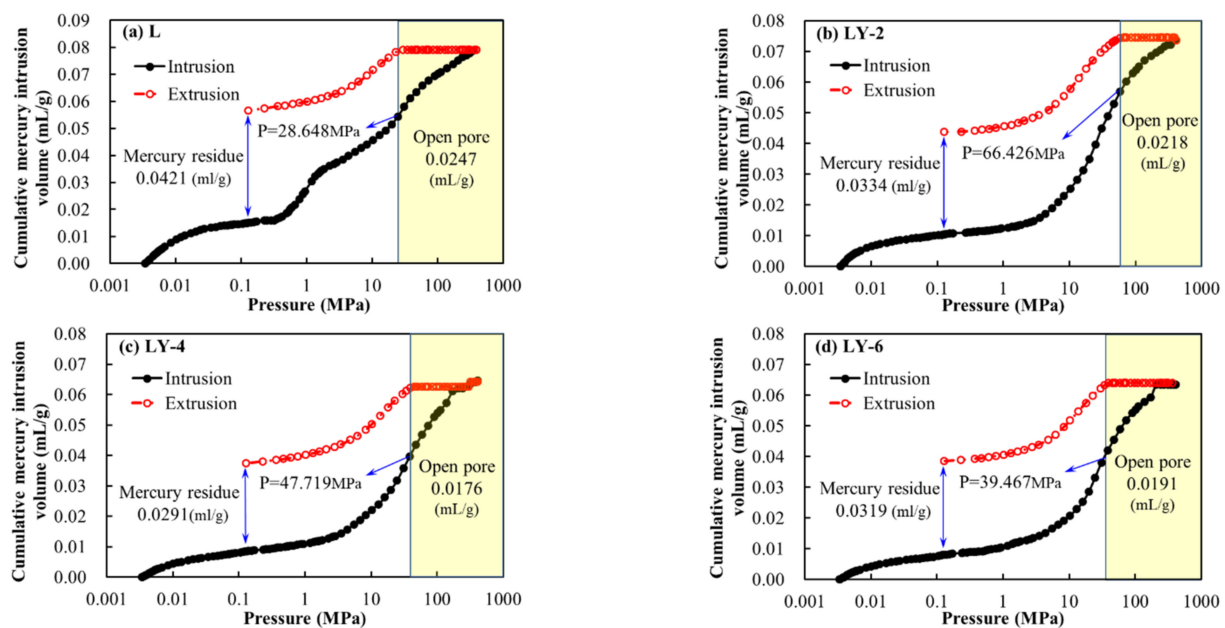 (a) L
Intrusion
Extrusion
P=28.648MPa
Mercury residue
0.0421 (ml/g)
Open pore
0.0247
(mL/g)
Cumulative mercury intrusion
volume (mL/g)
0.09
0.08
0.07
0.06
0.05
0.04
0.03
0.02
0.01
0.00
0.001 0.01 0.1 1 10 100 1000
Pressure (MPa)
(b) LY-2
Intrusion
Extrusion
P=66.426MPa
Mercury residue
0.0334 (ml/g)
Open pore
0.0218
(mL/g)
Cumulative mercury intrusion
volume (mL/g)
0.08
0.07
0.06
0.05
0.04
0.03
0.02
0.01
0.00
0.001 0.01 0.1 1 10 100 1000
Pressure (MPa)
(c) LY-4
Intrusion
Extrusion
P=47.719MPa
Mercury residue
0.0291(ml/g)
Open pore
0.0176
(mL/g)
Cumulative mercury intrusion
volume (mL/g)
0.08
0.07
0.06
0.05
0.04
0.03
0.02
0.01
0.00
0.001 0.01 0.1 1 10 100 1000
Pressure (MPa)
(d) LY-6
Intrusion
Extrusion
P=39.467MPa
Mercury residue
0.0319 (ml/g)
Open pore
0.0191
(mL/g)
Cumulative mercury intrusion
volume (mL/g)
0.08
0.07
0.06
0.05
0.04
0.03
0.02
0.01
0.00
0.001 0.01 0.1 1 10 100 1000
Pressure (MPa)